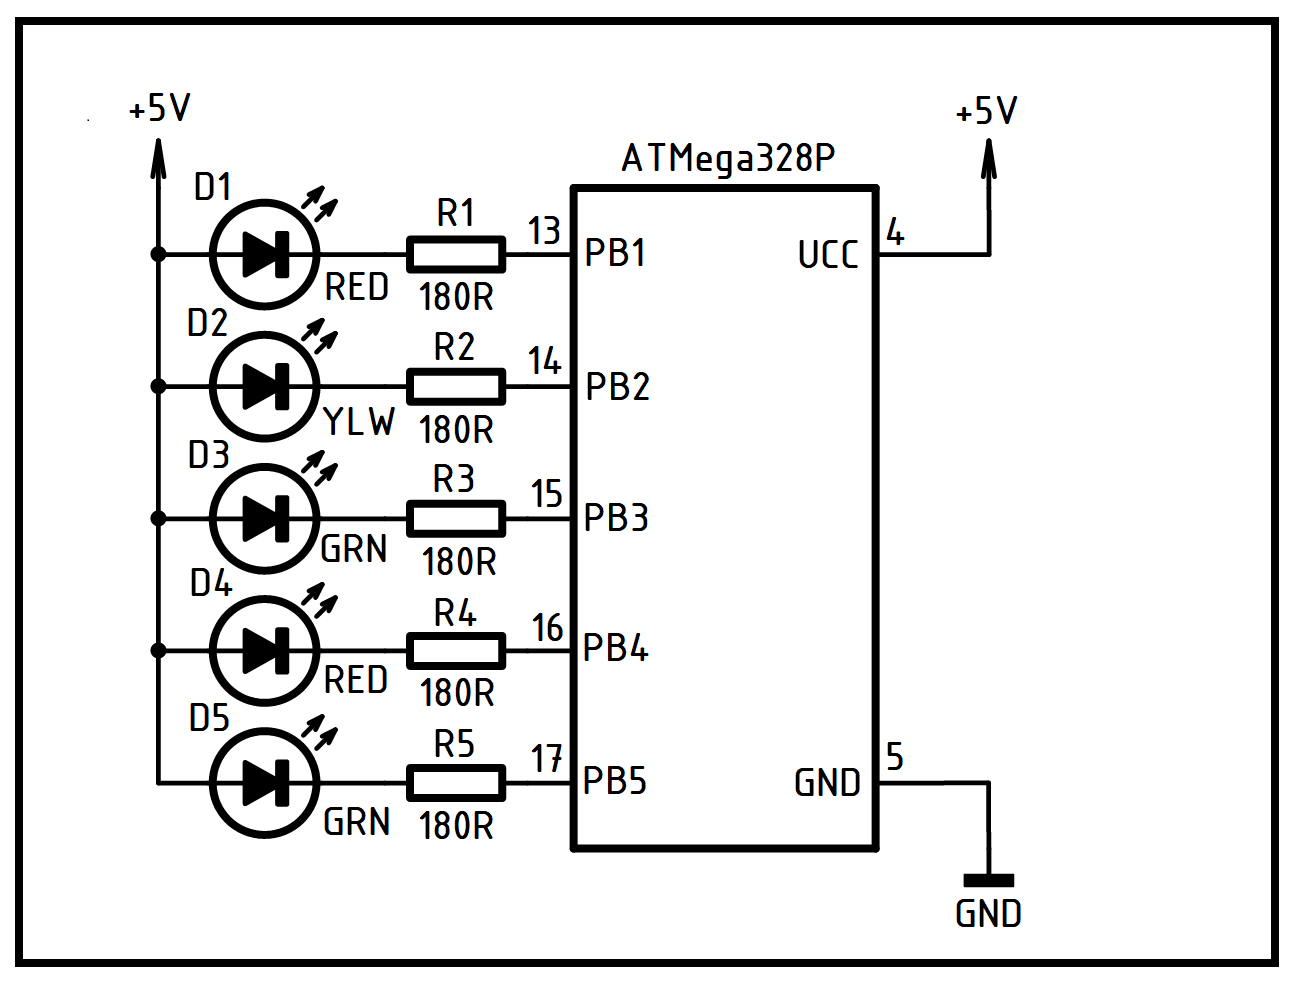 +5V
+5V
ATMega328P
D1
R1
13
PB1
UCC
4
RED
180R
D2
R2
14
PB2
YLW
180R
D3
R3
15
PB3
GRN
180R
D4
R4
16
PB4
RED
180R
D5
R5
17
PB5
GND
5
GRN
180R
GND